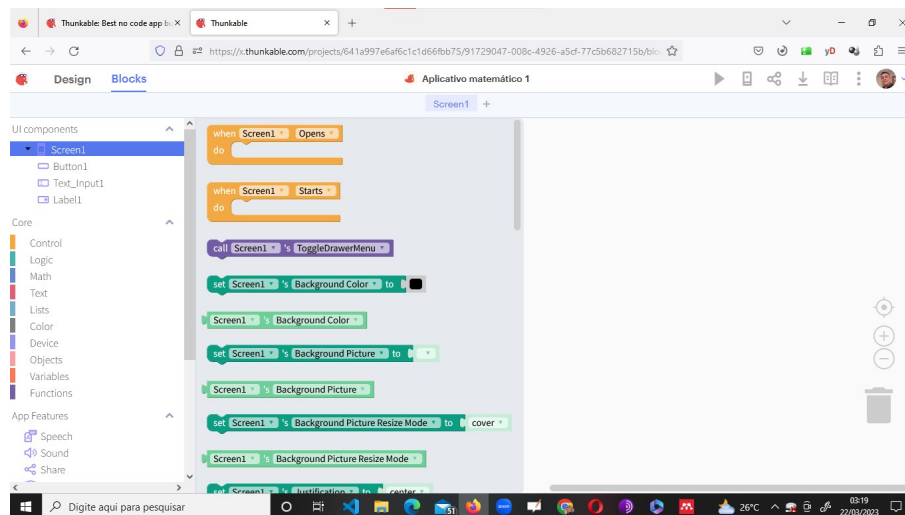 Thunkable: Best no code app bu
Thunkable
https://x.thunkable.com/projects/641a997e6af6c1c1d66fbb75/91729047-008c-4926-a5cf-77c5b682715b/blo
yD
Design Blocks
Aplicativo matemático 1
Screen1 +
UI components
Screen1
Button1
Text_Input1
Label1
Core
Control
Logic
Math
Text
Lists
Color
Device
Objects
Variables
Functions
App Features
Speech
Sound
Share
when Screen1 Opens
do
when Screen1 Starts
do
call Screen1 's ToggleDrawerMenu
set Screen1 's Background Color to
Screen1 's Background Color
set Screen1 's Background Picture to
Screen1 's Background Picture
set Screen1 's Background Picture Resize Mode to cover
Screen1 's Background Picture Resize Mode
set Screen1 's Justification to center
Digite aqui para pesquisar
51
zoom
26°C
03:19
22/03/2023